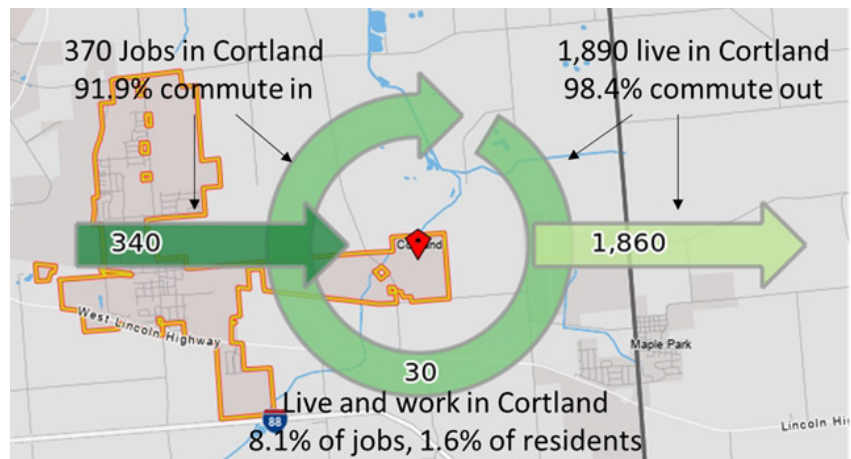 370 Jobs in Cortland
91.9% commute in
1,890 live in Cortland
98.4% commute out
340
Cortland
1,860
West Lincoln Highway
Maple Park
30
Live and work in Cortland
88
8.1% of jobs, 1.6% of residents